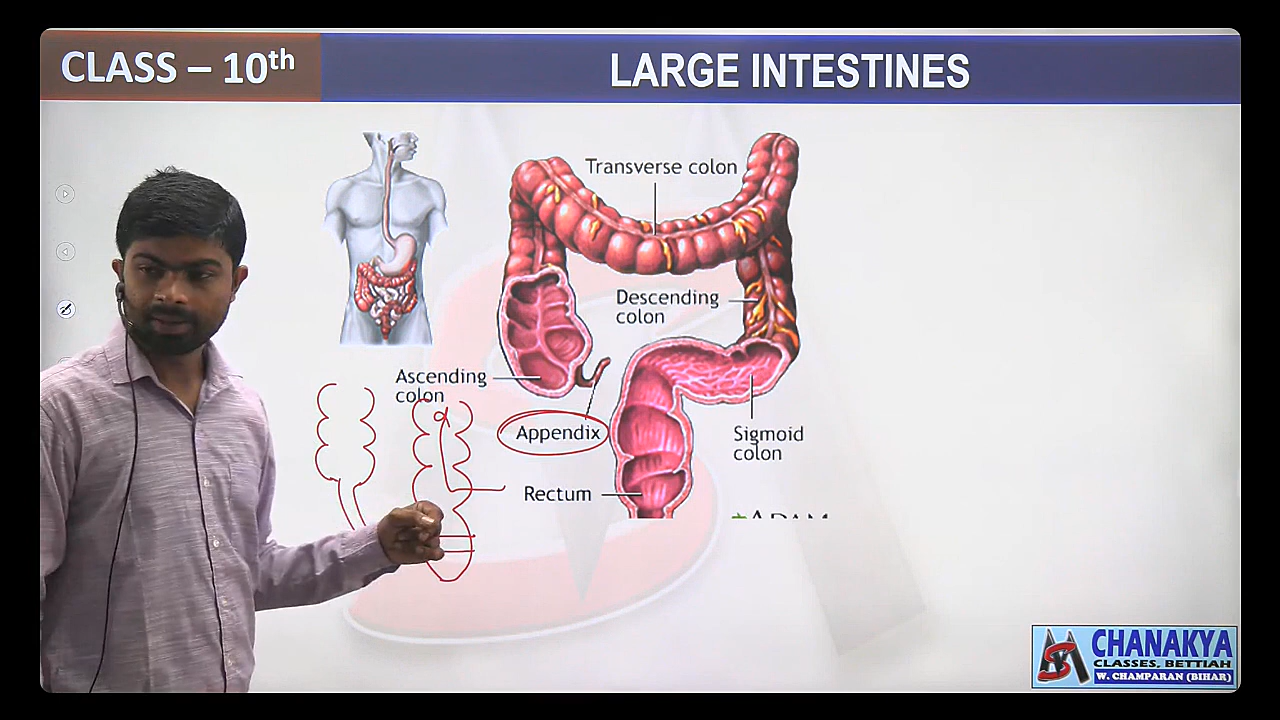 CLASS – 10th
LARGE INTESTINES
Transverse colon
Descending
colon
Ascending
colon
Appendix
Sigmoid
colon
Rectum
CHANAKYA
CLASSES, BETTIAH
W. CHAMPARAN (BIHAR)